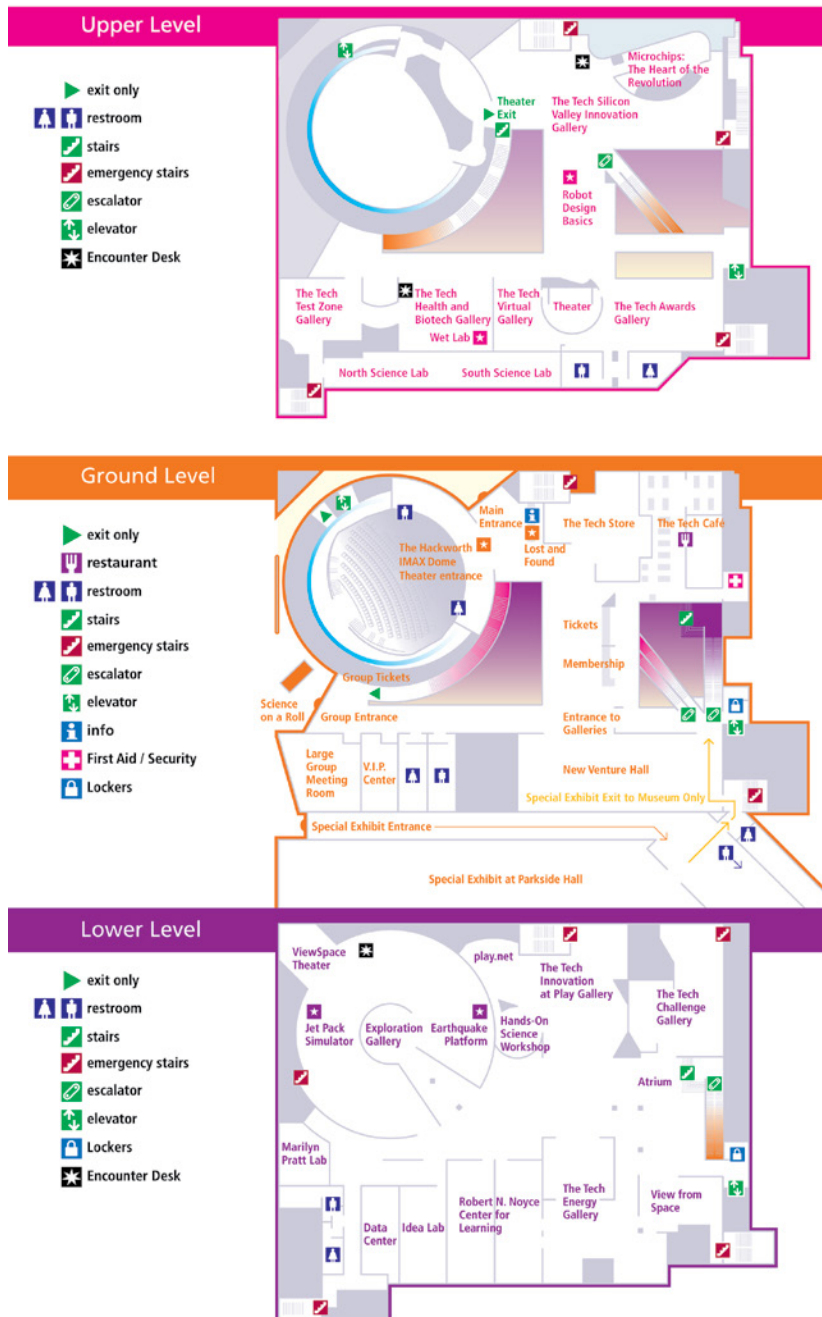 Upper Level
exit only
restroom
stairs
emergency stairs
escalator
elevator
Encounter Desk
Microchips:
The Heart of the
Revolution
Theater
Exit
The Tech Silicon
Valley Innovation
Gallery
Robot
Design
Basics
The Tech
Test Zone
Gallery
The Tech
Health and
Biotech Gallery
Wet Lab
The Tech
Virtual
Gallery
Theater
The Tech Awards
Gallery
North Science Lab
South Science Lab
Ground Level
exit only
restaurant
restroom
stairs
emergency stairs
escalator
elevator
info
First Aid / Security
Lockers
Main
Entrance
Lost and
Found
The Tech Store
The Tech Café
The Hackworth
IMAX Dome
Theater entrance
Tickets
Membership
Group Tickets
Science
on a Roll
Group Entrance
Entrance to
Galleries
Large
Group
Meeting
Room
V.I.P.
Center
New Venture Hall
Special Exhibit Exit to Museum Only
Special Exhibit Entrance
Special Exhibit at Parkside Hall
Lower Level
exit only
restroom
stairs
emergency stairs
escalator
elevator
Lockers
Encounter Desk
ViewSpace
Theater
play.net
The Tech
Innovation
at Play Gallery
The Tech
Challenge
Gallery
Jet Pack
Simulator
Exploration
Gallery
Earthquake
Platform
Hands-On
Science
Workshop
Atrium
Marilyn
Pratt Lab
Data
Center
Idea Lab
Robert N. Noyce
Center for
Learning
The Tech
Energy
Gallery
View from
Space